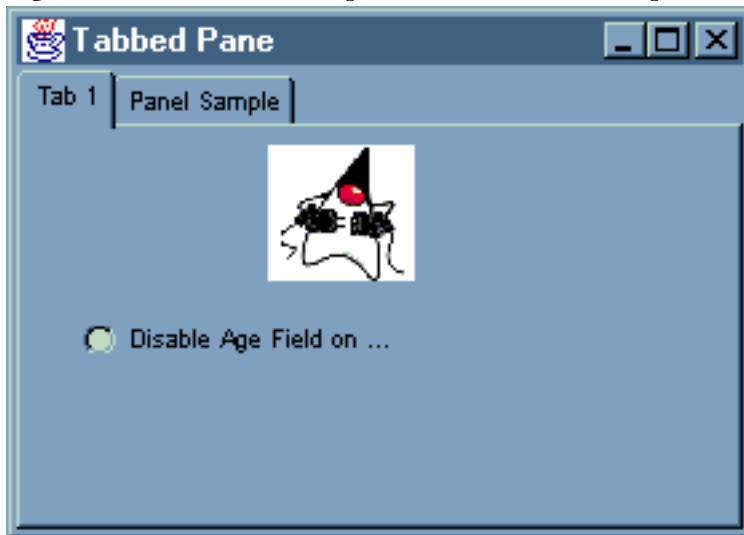 Tabbed Pane
Tab 1
Panel Sample
Disable Age Field on ...